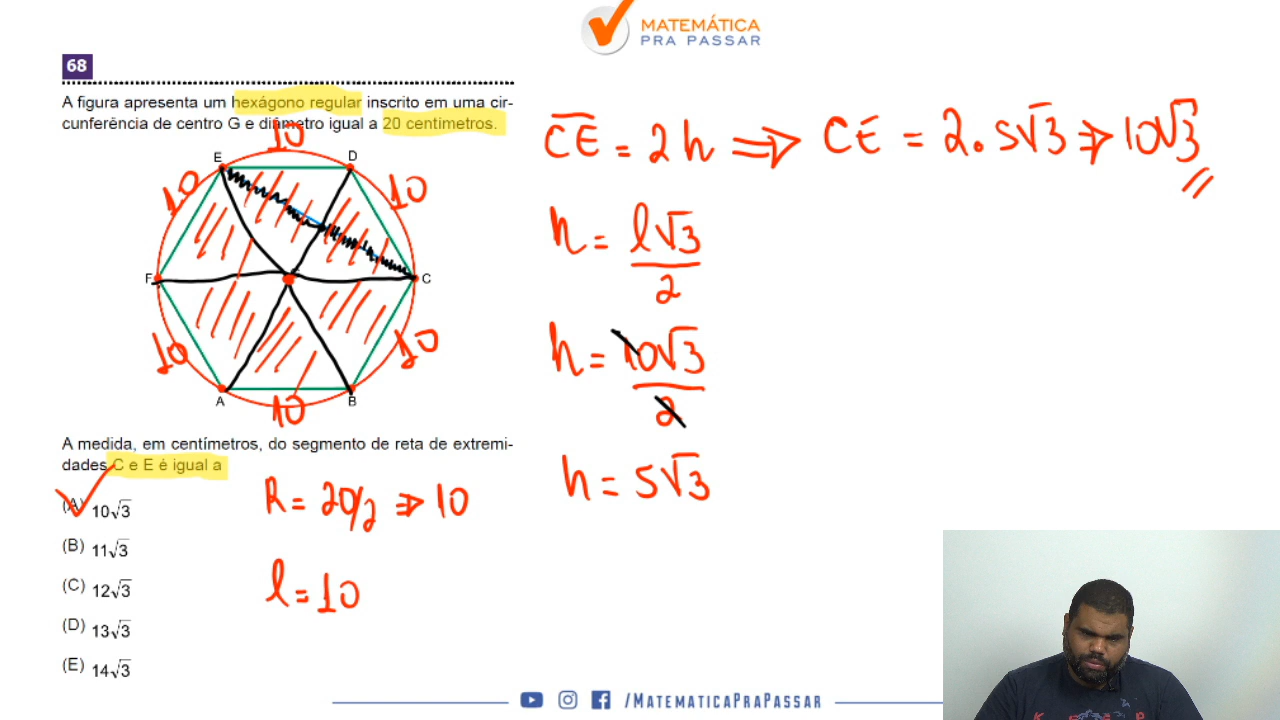 MATEMÁTICA
PRA PASSAR
68
A figura apresenta um hexágono regular inscrito em uma cir-
cunferência de centro G e diâmetro igual a 20 centímetros.
10
E
D
10
10
F
C
10
10
A
10
B
A medida, em centímetros, do segmento de reta de extremi-
dades C e E é igual a
(A) 10√3
(B) 11√3
(C) 12√3
(D) 13√3
(E) 14√3
R = 20/2 => 10
l = 10
CE = 2h => CE = 2.5√3 => 10√3
h = l√3/2
h = 10√3/2
h = 5√3
/MATEMATICAPRAPASSAR